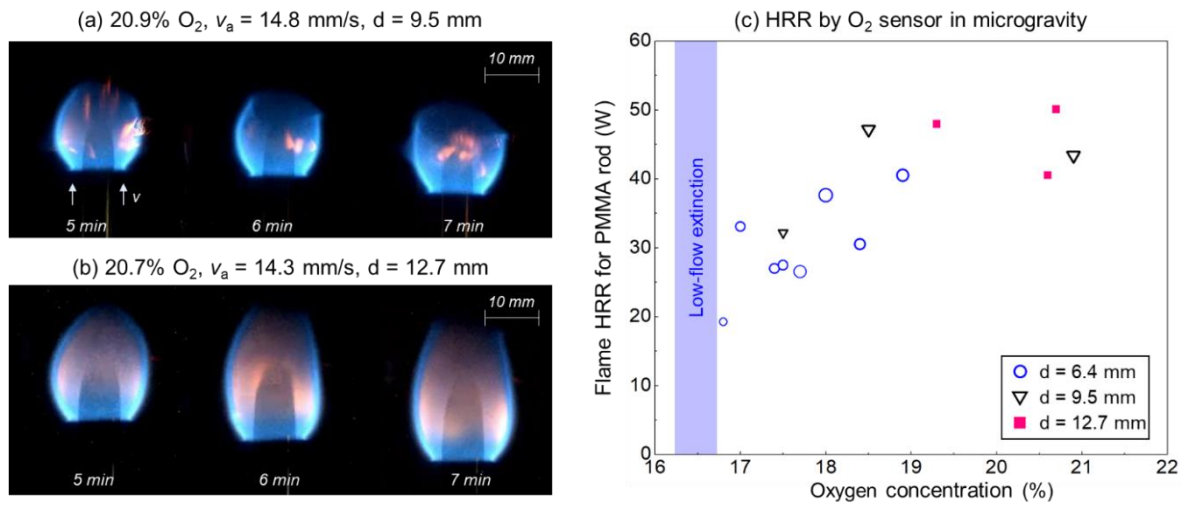 (a) 20.9% O₂, vₐ = 14.8 mm/s, d = 9.5 mm
10 mm
v
5 min
6 min
7 min
(b) 20.7% O₂, vₐ = 14.3 mm/s, d = 12.7 mm
10 mm
5 min
6 min
7 min
(c) HRR by O₂ sensor in microgravity
Flame HRR for PMMA rod (W)
60
50
40
30
20
10
0
Low-flow extinction
d = 6.4 mm
d = 9.5 mm
d = 12.7 mm
16 17 18 19 20 21 22
Oxygen concentration (%)